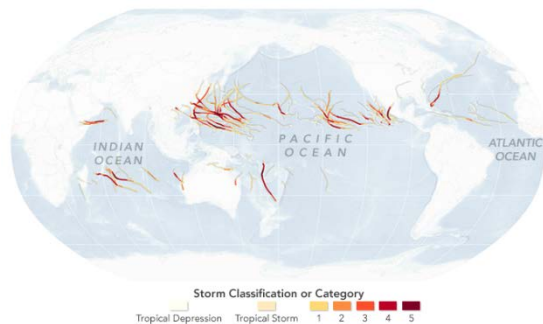 INDIAN
OCEAN
PACIFIC
OCEAN
ATLANTIC
OCEAN
Storm Classification or Category
Tropical Depression Tropical Storm 1 2 3 4 5